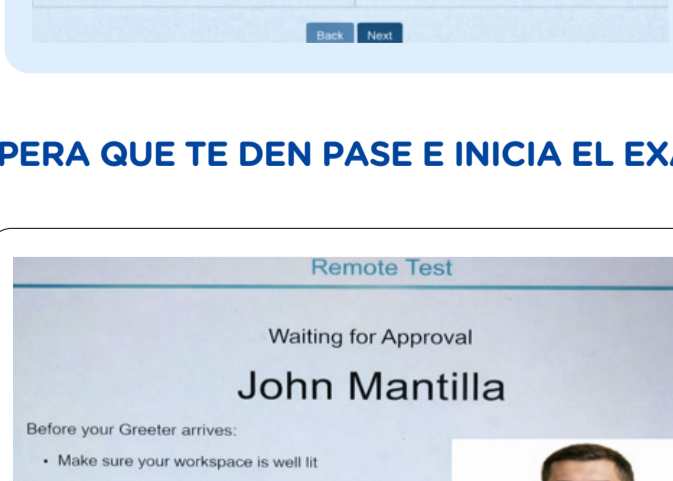 Back Next
PERA QUE TE DEN PASE E INICIA EL EXA
Remote Test
Waiting for Approval
John Mantilla
Before your Greeter arrives:
• Make sure your workspace is well lit